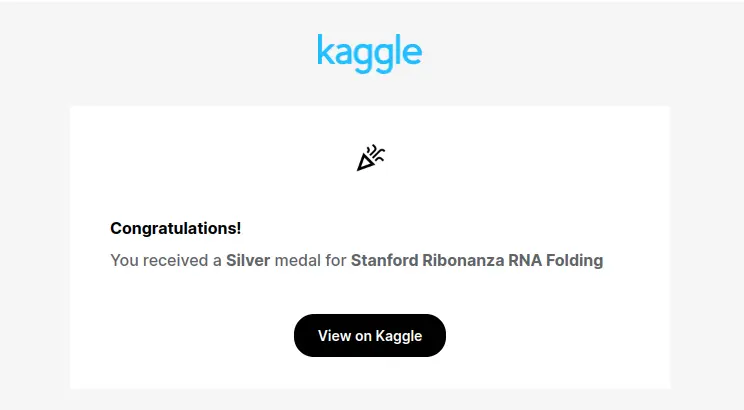 kaggle
Congratulations!
You received a Silver medal for Stanford Ribonanza RNA Folding
View on Kaggle